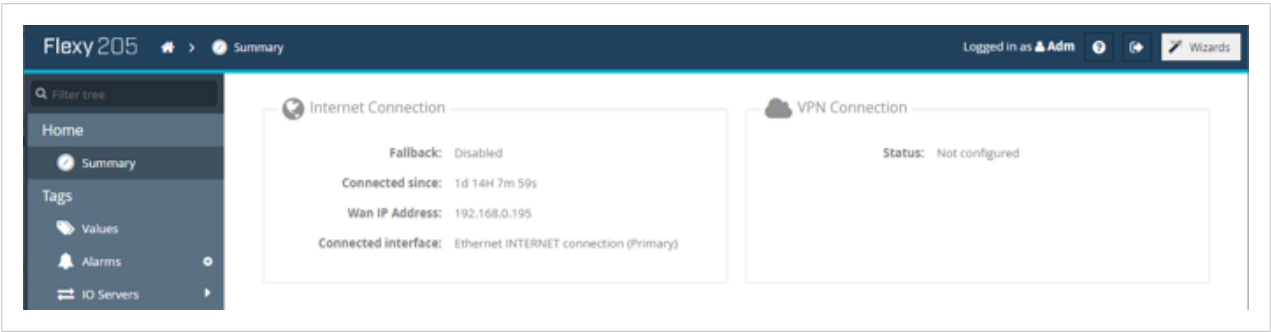 Flexy 205 > Summary Logged in as Adm Wizards
Filter tree
Home
Summary
Tags
Values
Alarms
IO Servers
Internet Connection
Fallback: Disabled
Connected since: 1d 14H 7m 59s
Wan IP Address: 192.168.0.195
Connected interface: Ethernet INTERNET connection (Primary)
VPN Connection
Status: Not configured